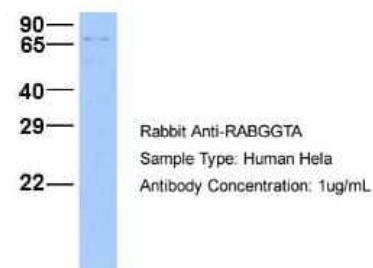 90
65
40
29
22
Rabbit Anti-RABGGTA
Sample Type: Human Hela
Antibody Concentration: 1ug/mL